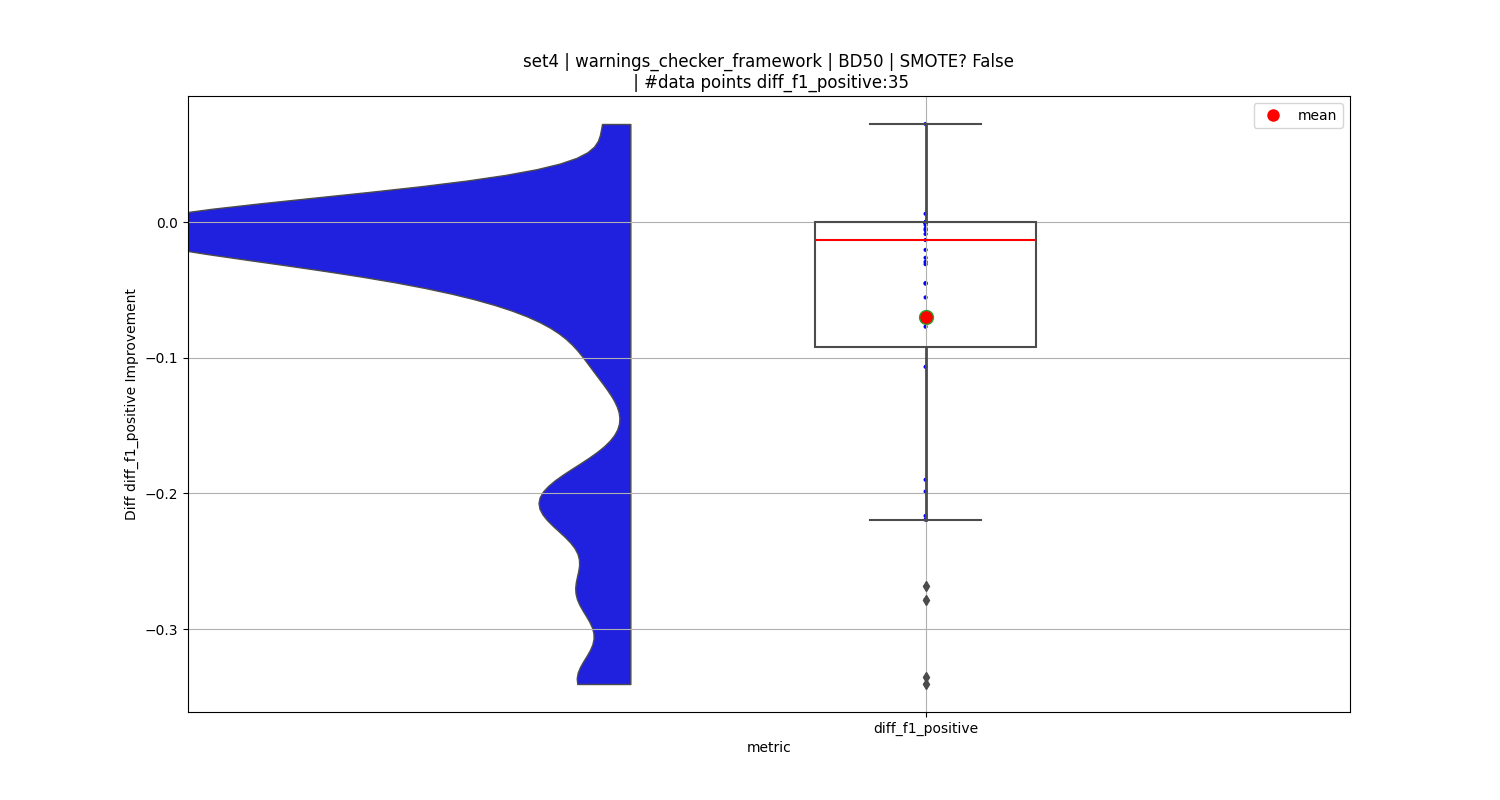 set4 | warnings_checker_framework | BD50 | SMOTE? False
| #data points diff_f1_positive:35
mean
0.0
−0.1
−0.2
−0.3
Diff diff_f1_positive Improvement
diff_f1_positive
metric